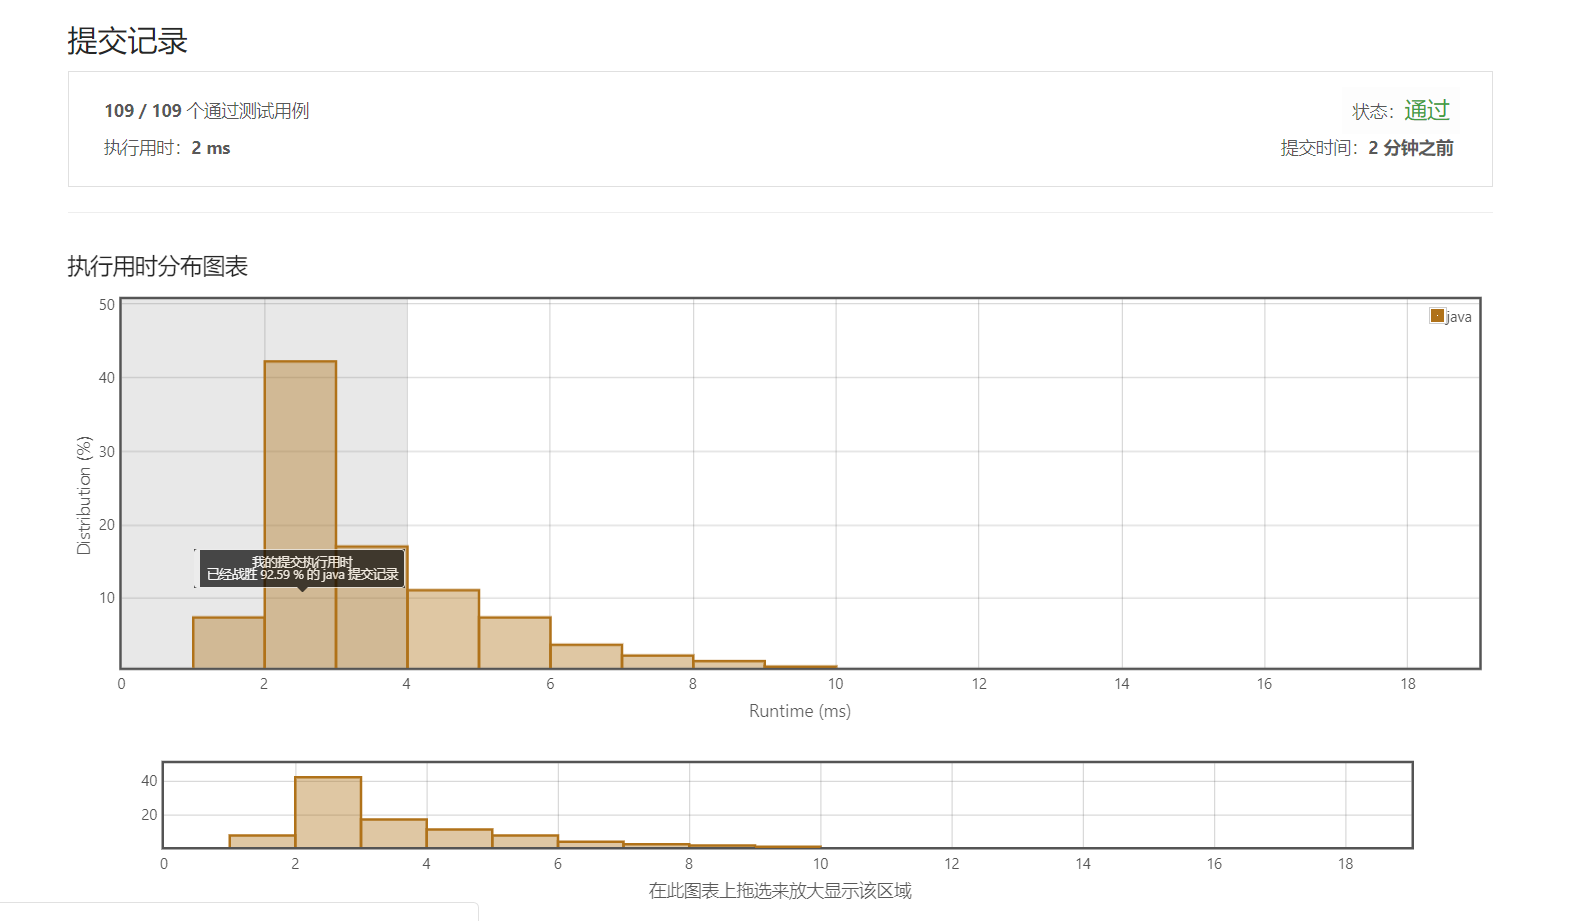 提交记录
109 / 109 个通过测试用例
状态：通过
执行用时：2 ms
提交时间：2 分钟之前
执行用时分布图表
50
40
30
20
10
Distribution (%)
java
我的提交执行用时
已经战胜 92.59 % 的 java 提交记录
0 2 4 6 8 10 12 14 16 18
Runtime (ms)
40
20
0 2 4 6 8 10 12 14 16 18
在此图表上拖选来放大显示该区域